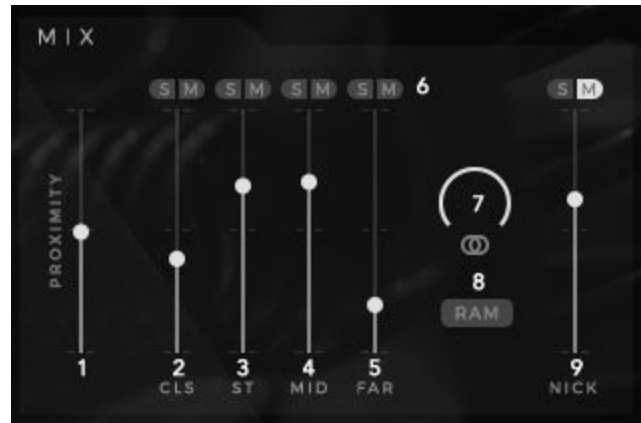 MIX
S M S M S M S M 6 S M
PROXIMITY
7
8
RAM
1 2 3 4 5 9
CLS ST MID FAR NICK